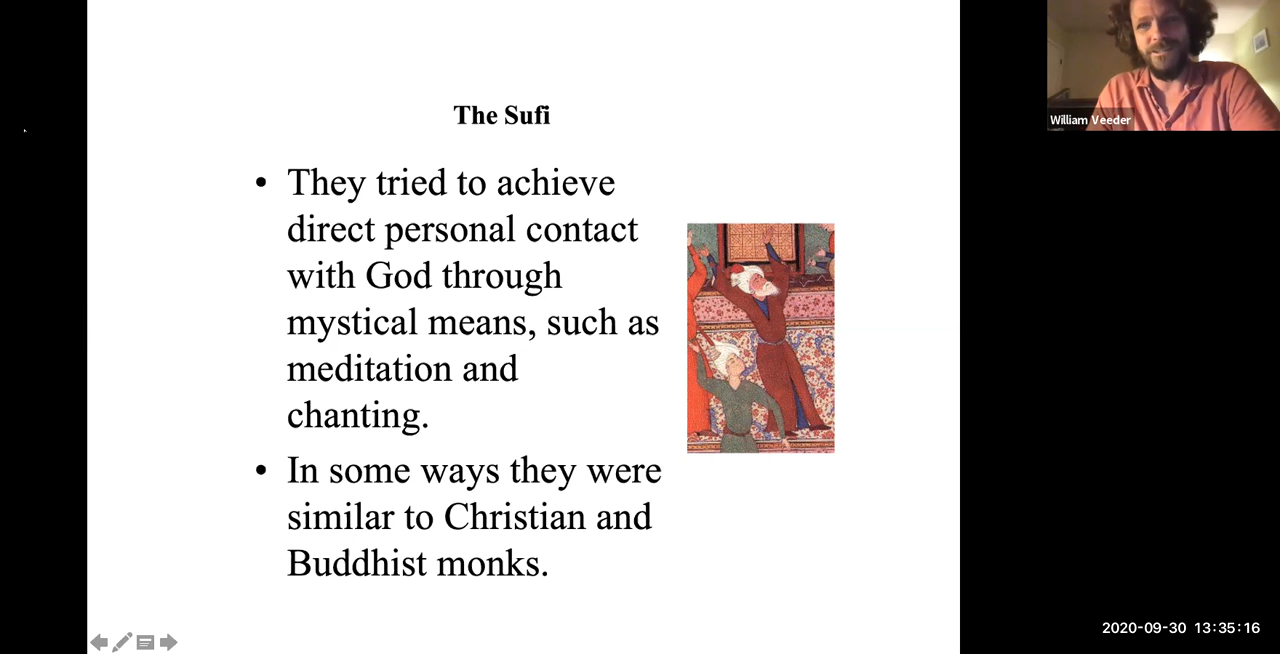 The Sufi
• They tried to achieve
direct personal contact
with God through
mystical means, such as
meditation and
chanting.
• In some ways they were
similar to Christian and
Buddhist monks.
William Veeder
2020-09-30 13:35:16